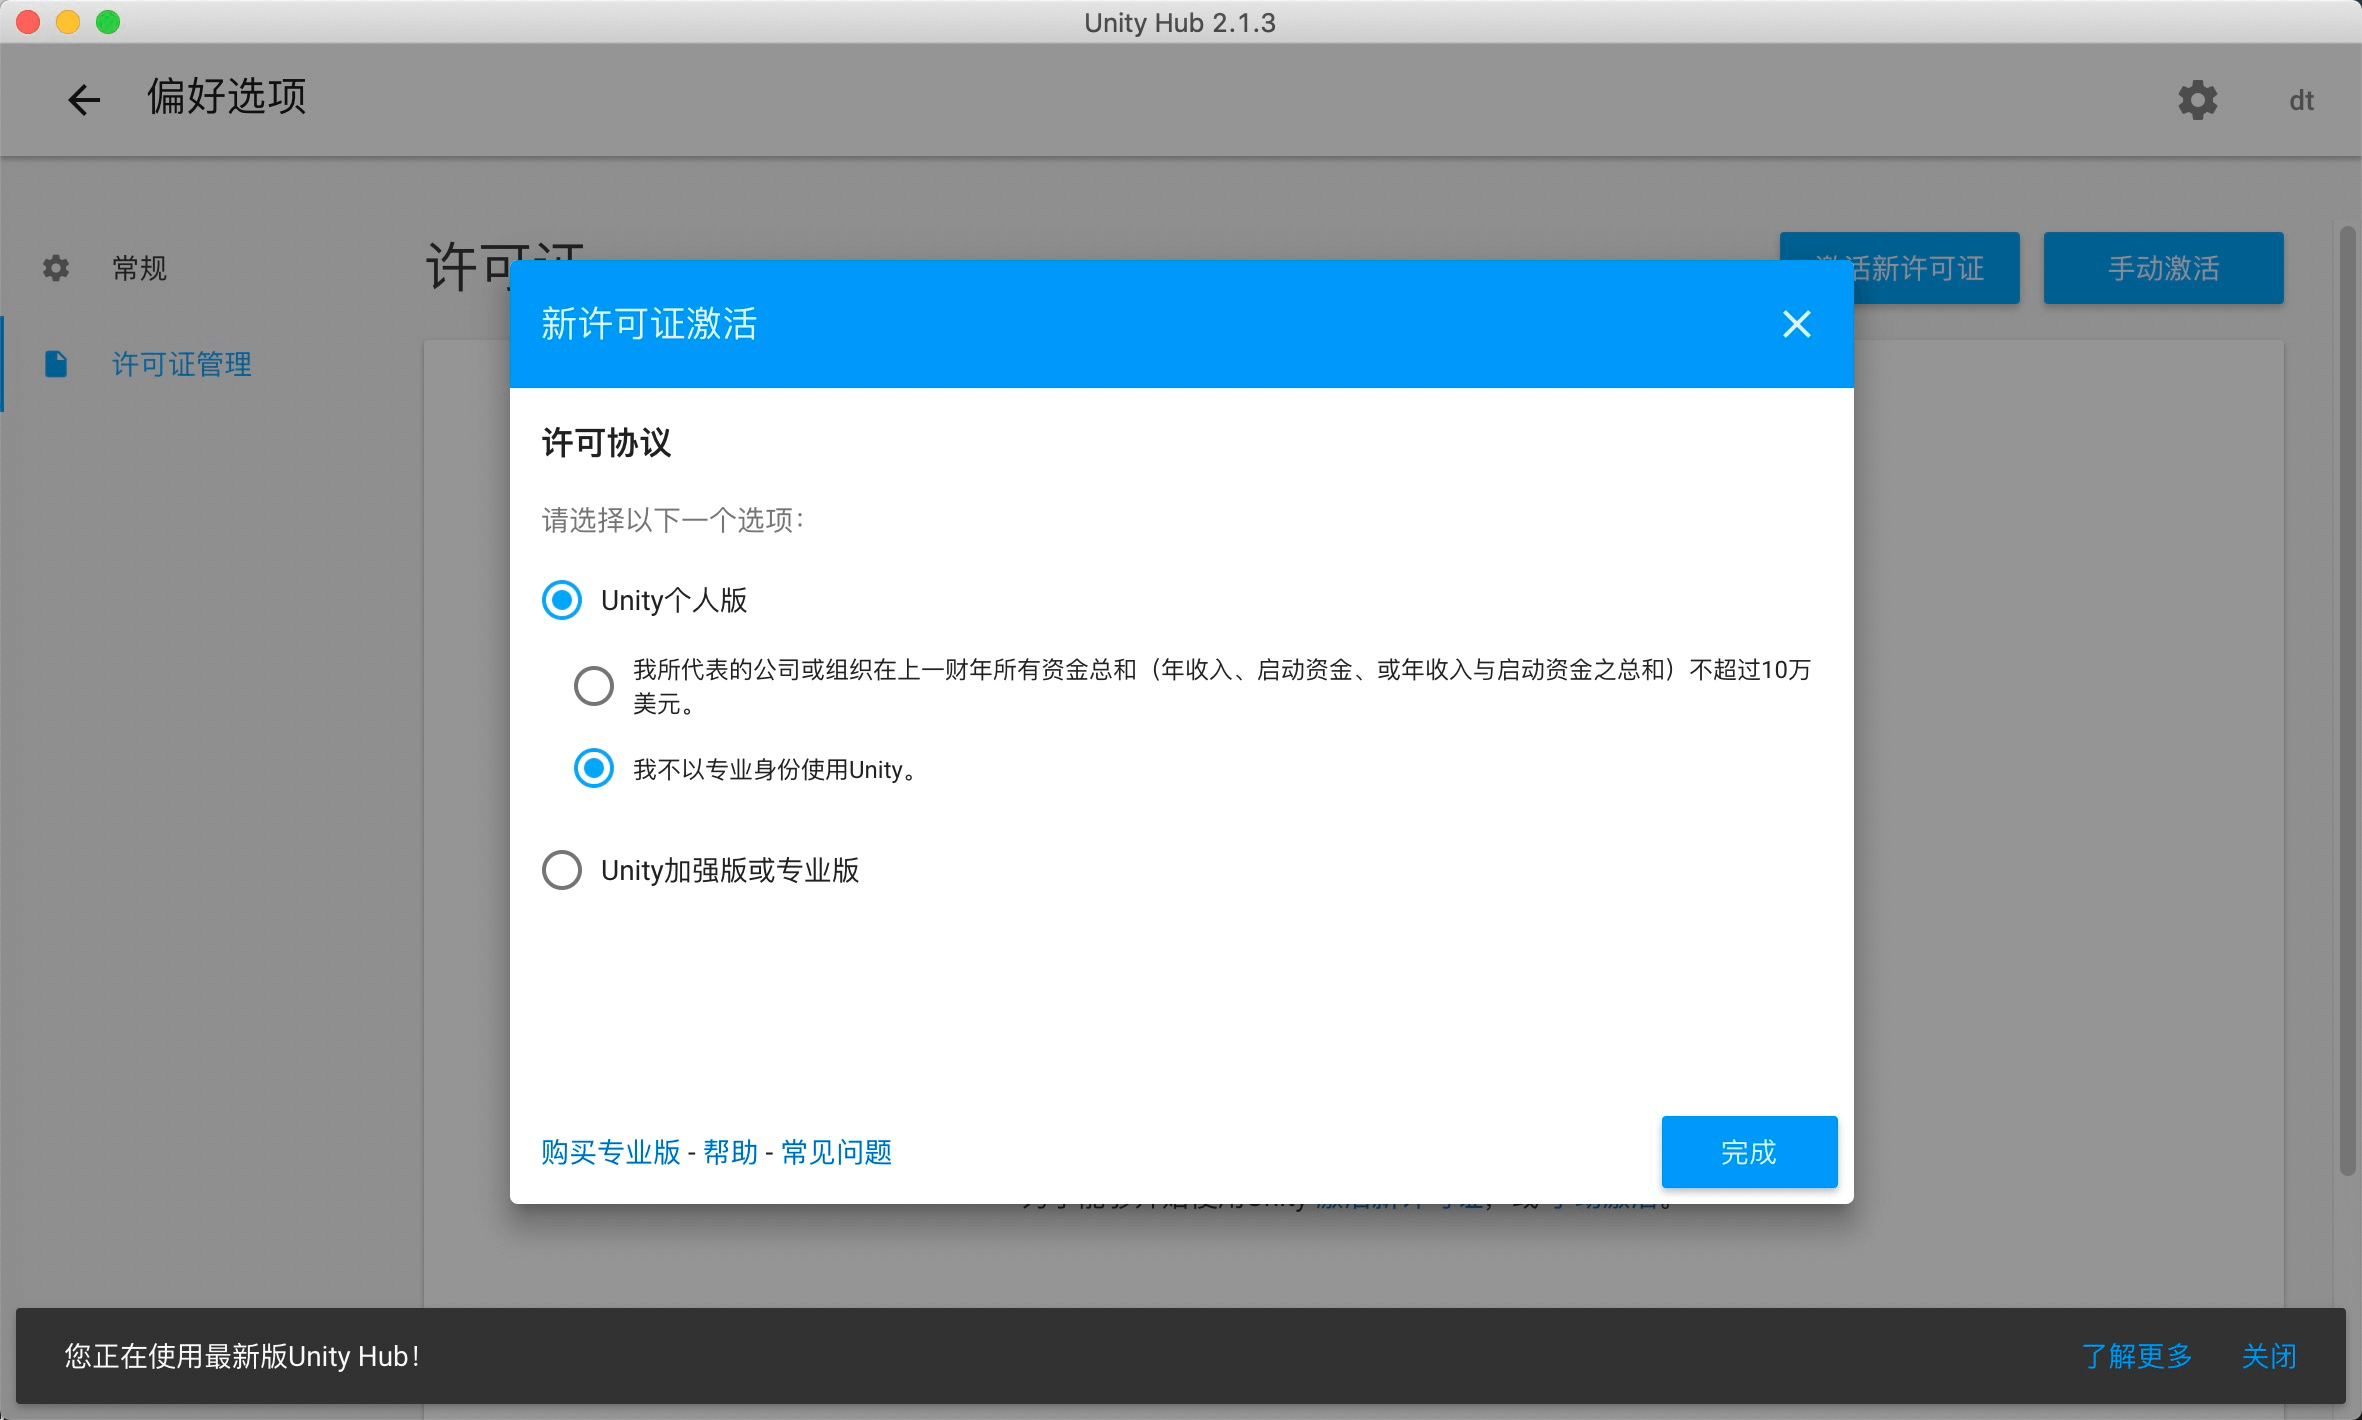 Unity Hub 2.1.3
偏好选项
dt
常规
许可证
激活新许可证
手动激活
许可证管理
新许可证激活
许可协议
请选择以下一个选项：
Unity个人版
我所代表的公司或组织在上一财年所有资金总和（年收入、启动资金、或年收入与启动资金之总和）不超过10万
美元。
我不以专业身份使用Unity。
Unity加强版或专业版
购买专业版 - 帮助 - 常见问题
完成
您正在使用最新版Unity Hub！
了解更多
关闭